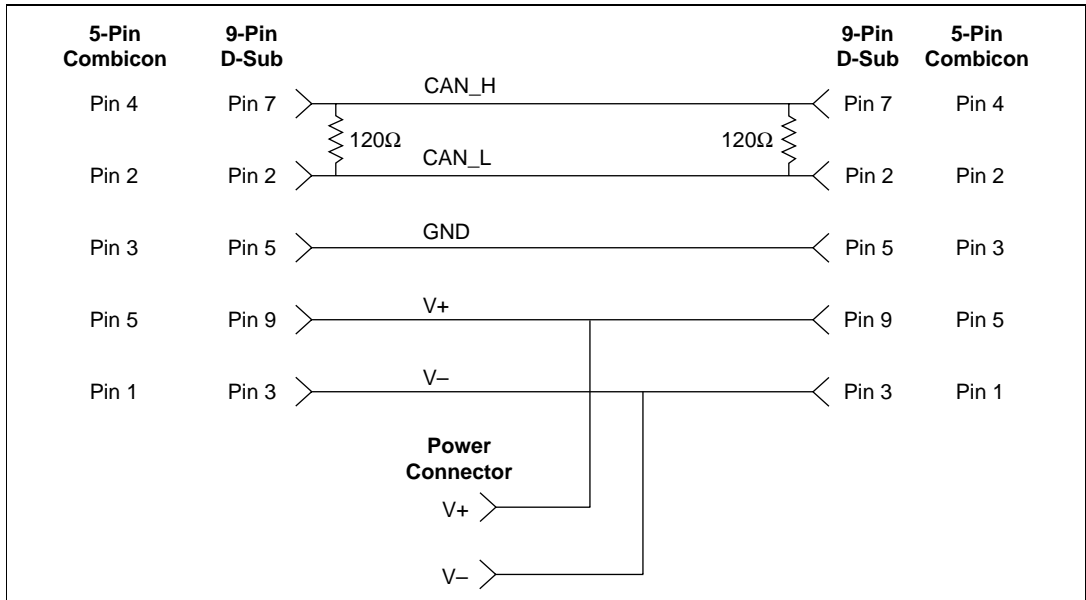 5-Pin Combicon 9-Pin D-Sub 9-Pin D-Sub 5-Pin Combicon
CAN_H
Pin 4 Pin 7 Pin 7 Pin 4
120Ω 120Ω
CAN_L
Pin 2 Pin 2 Pin 2 Pin 2
GND
Pin 3 Pin 5 Pin 5 Pin 3
V+
Pin 5 Pin 9 Pin 9 Pin 5
V–
Pin 1 Pin 3 Pin 3 Pin 1
Power
Connector
V+
V–